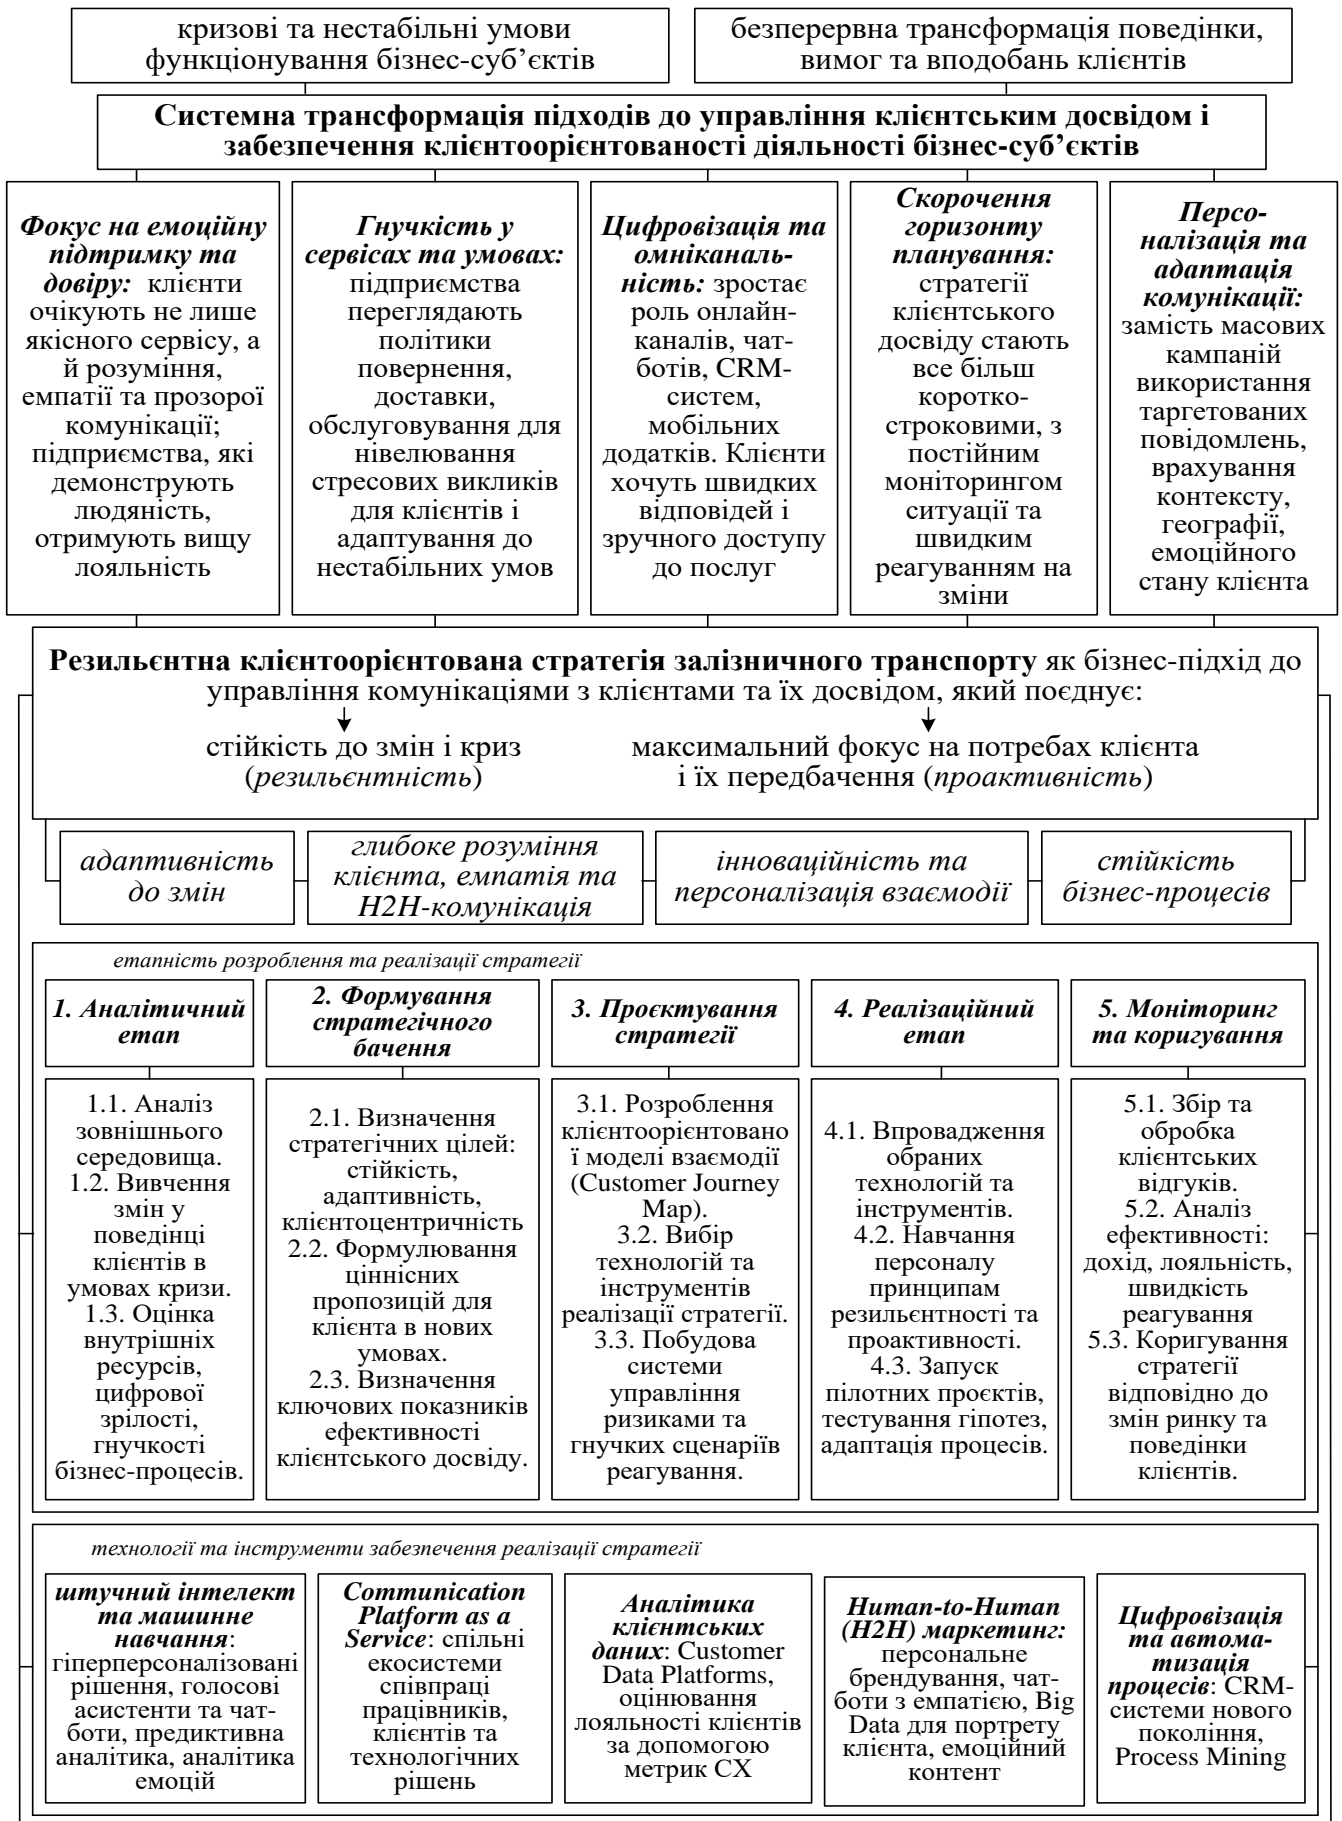 кризові та нестабільні умови
функціонування бізнес-суб’єктів
безперервна трансформація поведінки,
вимог та вподобань клієнтів
Системна трансформація підходів до управління клієнтським досвідом і
забезпечення клієнтоорієнтованості діяльності бізнес-суб’єктів
Фокус на емоційну
підтримку та
довіру: клієнти
очікують не лише
якісного сервісу, а
й розуміння,
емпатії та прозорої
комунікації;
підприємства, які
демонструють
людяність,
отримують вищу
лояльність
Гнучкість у
сервісах та умовах:
підприємства
переглядають
політики
повернення,
доставки,
обслуговування для
нівелювання
стресових викликів
для клієнтів і
адаптування до
нестабільних умов
Цифровізація та
омніканаль-
ність: зростає
роль онлайн-
каналів, чат-
ботів, CRM-
систем,
мобільних
додатків. Клієнти
хочуть швидких
відповідей і
зручного доступу
до послуг
Скорочення
горизонту
планування:
стратегії
клієнтського
досвіду стають
все більш
коротко-
строковими, з
постійним
моніторингом
ситуації та
швидким
реагуванням на
зміни
Персо-
налізація та
адаптація
комунікації:
замість масових
кампаній
використання
таргетованих
повідомлень,
врахування
контексту,
географії,
емоційного
стану клієнта
Резильєнтна клієнтоорієнтована стратегія залізничного транспорту як бізнес-підхід до
управління комунікаціями з клієнтами та їх досвідом, який поєднує:
стійкість до змін і криз
(резильєнтність)
максимальний фокус на потребах клієнта
і їх передбачення (проактивність)
адаптивність
до змін
глибоке розуміння
клієнта, емпатія та
H2H-комунікація
інноваційність та
персоналізація взаємодії
стійкість
бізнес-процесів
етапність розроблення та реалізації стратегії
1. Аналітичний
етап
2. Формування
стратегічного
бачення
3. Проєктування
стратегії
4. Реалізаційний
етап
5. Моніторинг
та коригування
1.1. Аналіз
зовнішнього
середовища.
1.2. Вивчення
змін у
поведінці
клієнтів в
умовах кризи.
1.3. Оцінка
внутрішніх
ресурсів,
цифрової
зрілості,
гнучкості
бізнес-процесів.
2.1. Визначення
стратегічних цілей:
стійкість,
адаптивність,
клієнтоцентричність
2.2. Формулювання
ціннісних
пропозицій для
клієнта в нових
умовах.
2.3. Визначення
ключових показників
ефективності
клієнтського досвіду.
3.1. Розроблення
клієнтоорієнтовано
ї моделі взаємодії
(Customer Journey
Map).
3.2. Вибір
технологій та
інструментів
реалізації стратегії.
3.3. Побудова
системи
управління
ризиками та
гнучких сценаріїв
реагування.
4.1. Впровадження
обраних
технологій та
інструментів.
4.2. Навчання
персоналу
принципам
резильєнтності та
проактивності.
4.3. Запуск
пілотних проєктів,
тестування гіпотез,
адаптація процесів.
5.1. Збір та
обробка
клієнтських
відгуків.
5.2. Аналіз
ефективності:
дохід, лояльність,
швидкість
реагування
5.3. Коригування
стратегії
відповідно до
змін ринку та
поведінки
клієнтів.
технології та інструменти забезпечення реалізації стратегії
штучний інтелект
та машинне
навчання:
гіперперсоналізовані
рішення, голосові
асистенти та чат-
боти, предиктивна
аналітика, аналітика
емоцій
Communication
Platform as a
Service: спільні
екосистеми
співпраці
працівників,
клієнтів та
технологічних
рішень
Аналітика
клієнтських
даних: Customer
Data Platforms,
оцінювання
лояльності клієнтів
за допомогою
метрик CX
Human-to-Human
(H2H) маркетинг:
персональне
брендування, чат-
боти з емпатією, Big
Data для портрету
клієнта, емоційний
контент
Цифровізація
та автома-
тизація
процесів: CRM-
системи нового
покоління,
Process Mining